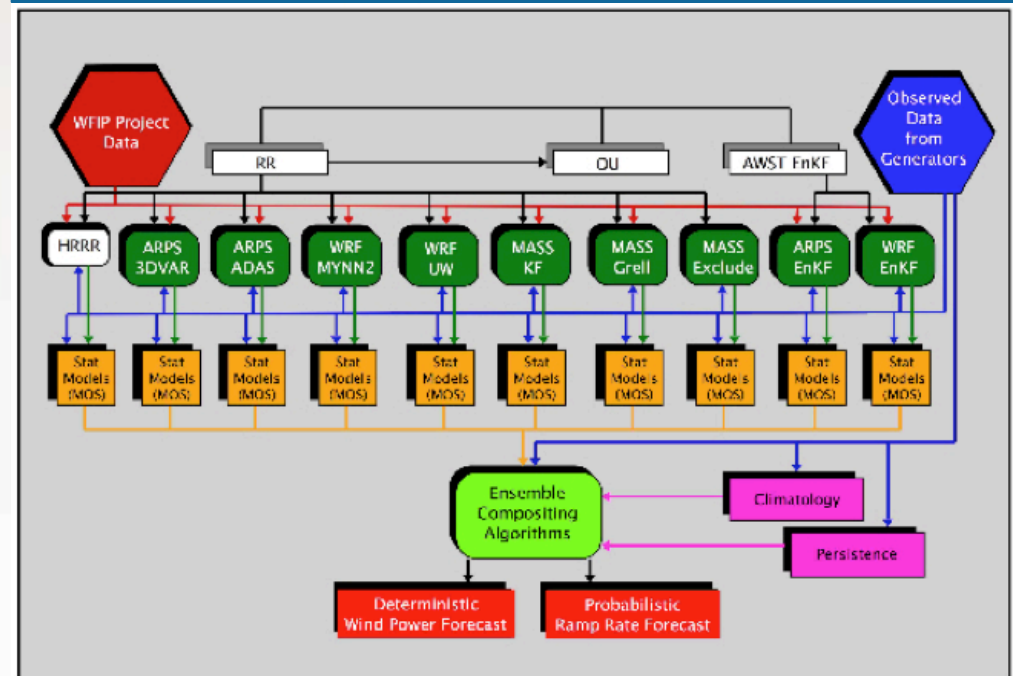 WFIP Project
Data
Observed
Data
from
Generators
RR
OU
AWST EnKF
HRRR
ARPS
3DVAR
ARPS
ADAS
WRF
MYNN2
WRF
UW
MASS
KF
MASS
Grell
MASS
Exclude
ARPS
EnKF
WRF
EnKF
Stat
Models
(MOS)
Stat
Models
(MOS)
Stat
Models
(MOS)
Stat
Models
(MOS)
Stat
Models
(MOS)
Stat
Models
(MOS)
Stat
Models
(MOS)
Stat
Models
(MOS)
Stat
Models
(MOS)
Stat
Models
(MOS)
Ensemble
Compositing
Algorithms
Climatology
Persistence
Deterministic
Wind Power Forecast
Probabilistic
Ramp Rate Forecast